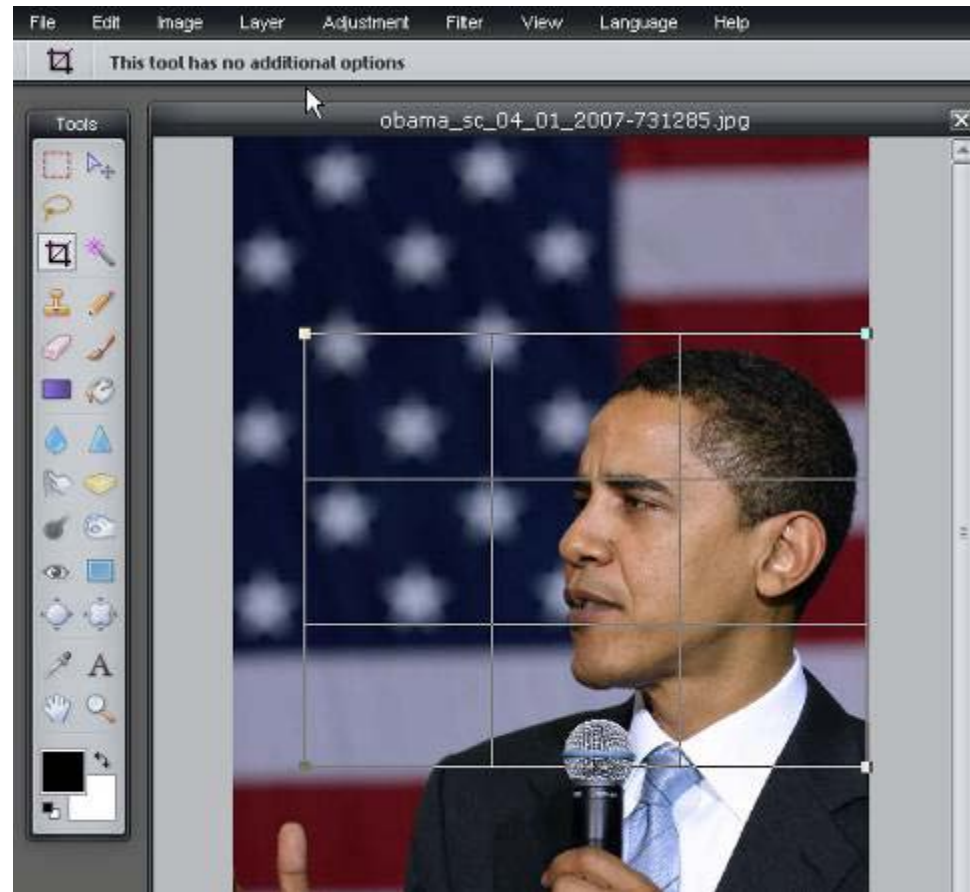 File Edit Image Layer Adjustment Filter View Language Help
This tool has no additional options
Tools
obama_sc_04_01_2007-731285.jpg
A